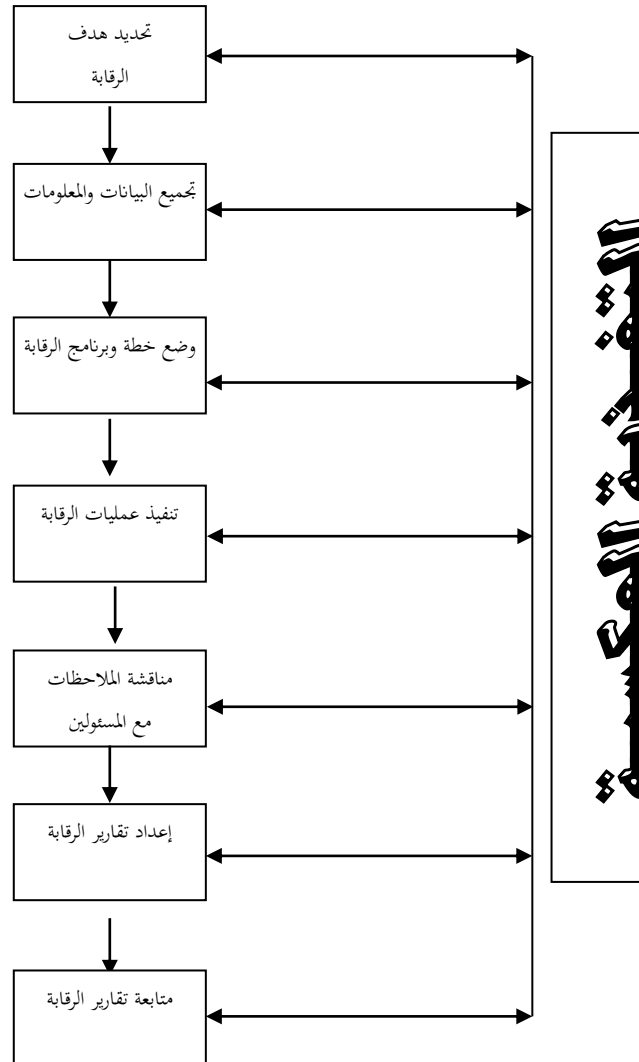 تحديد هدف
الرقابة
تجميع البيانات والمعلومات
وضع خطة وبرنامج الرقابة
تنفيذ عمليات الرقابة
مناقشة الملاحظات
مع المسئولين
إعداد تقارير الرقابة
متابعة تقارير الرقابة